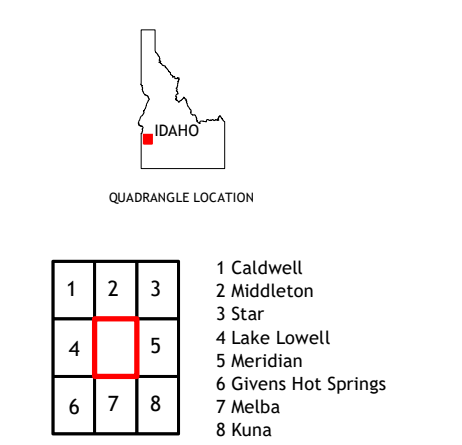 IDAHO
QUADRANGLE LOCATION
1 2 3
4 5
6 7 8
1 Caldwell
2 Middleton
3 Star
4 Lake Lowell
5 Meridian
6 Givens Hot Springs
7 Melba
8 Kuna